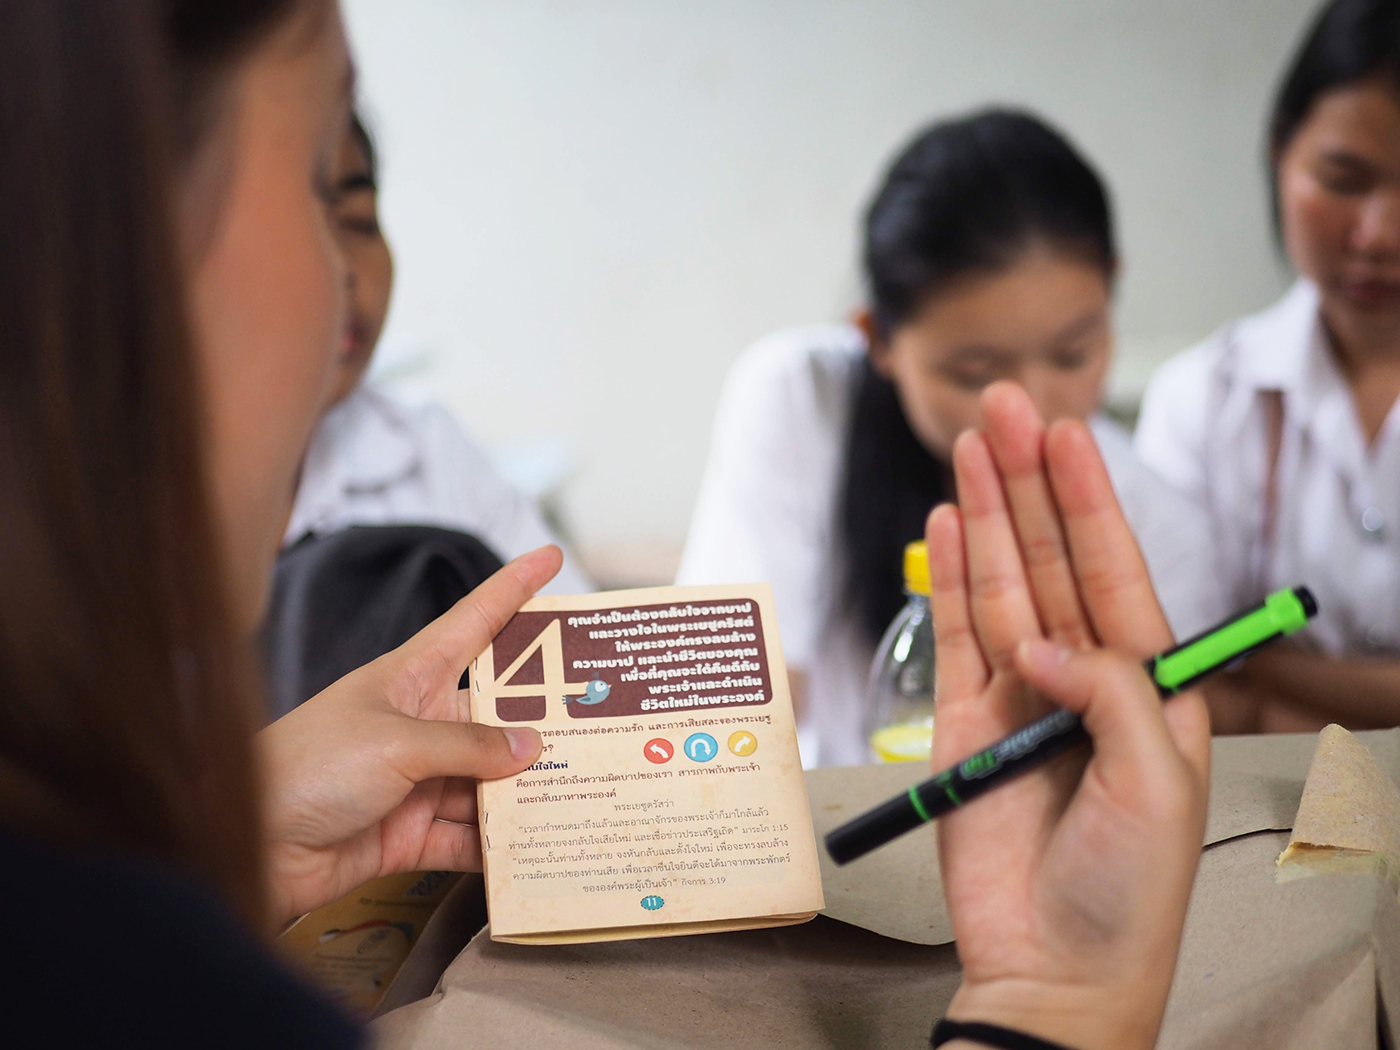 4
คุณจำเป็นต้องกลับใจจากบาป
และวางใจในพระเยซูคริสต์
ให้พระองค์ทรงลบล้าง
ความบาป และนำชีวิตของคุณ
เพื่อที่คุณจะได้คืนดีกับ
พระเจ้าและดำเนิน
ชีวิตใหม่ในพระองค์
ตอบสนองต่อความรัก และการเสียสละของพระเยซู
คือการสำนึกถึงความผิดบาปของเรา สารภาพกับพระเจ้า
และกลับมาหาพระองค์
พระเยซูตรัสว่า
“เวลากำหนดมาถึงแล้วและอาณาจักรของพระเจ้าก็มาใกล้แล้ว
ท่านทั้งหลายจงกลับใจเสียใหม่ และเชื่อข่าวประเสริฐเถิด” มาระโก 1:15
“เหตุฉะนั้นท่านทั้งหลาย จงหันกลับและตั้งใจใหม่ เพื่อจะทรงลบล้าง
ความผิดบาปของท่านเสีย เพื่อเวลาชื่นใจยินดีจะได้มาจากพระพักตร์
ขององค์พระผู้เป็นเจ้า” กิจการ 3:19
11